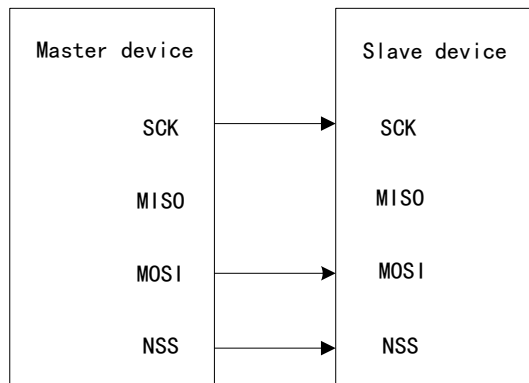 Master device
Slave device
SCK
SCK
MISO
MISO
MOSI
MOSI
NSS
NSS